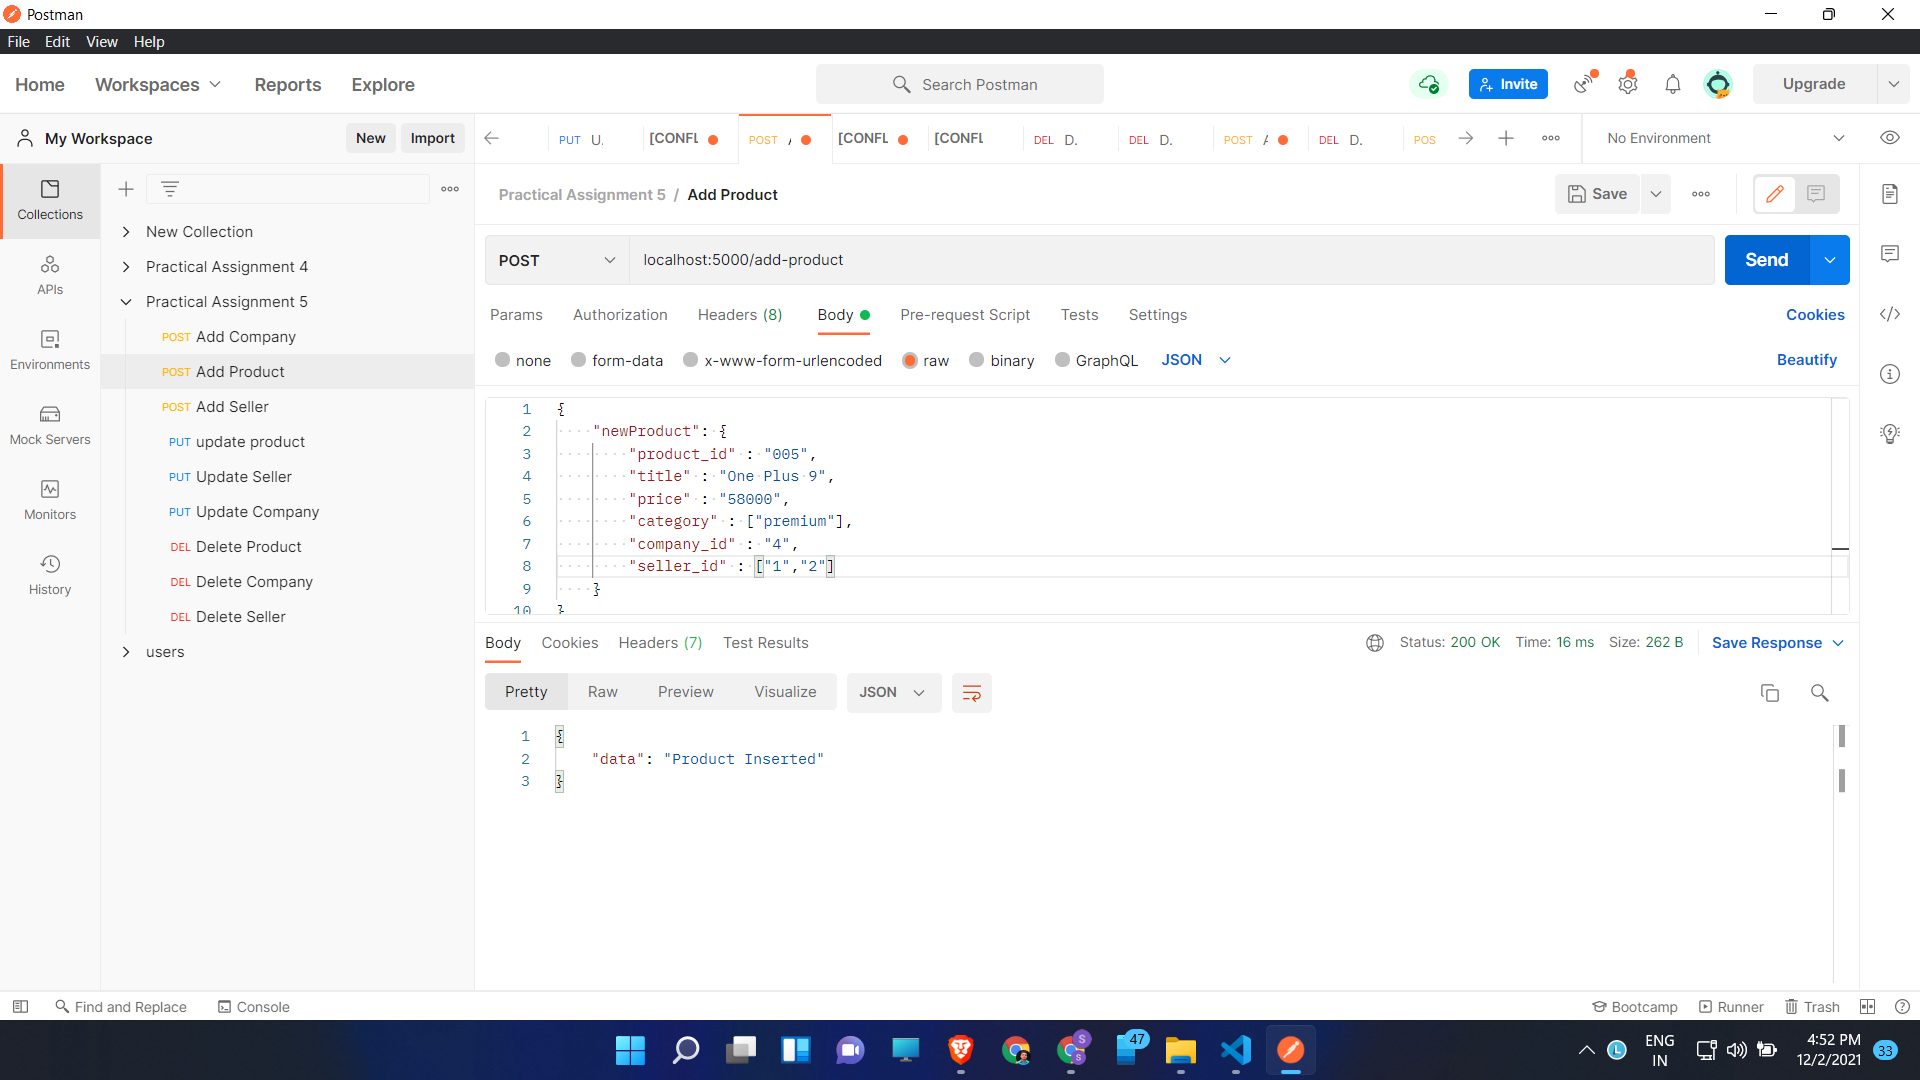 Postman
File Edit View Help
Home Workspaces Reports Explore
Search Postman
Invite
Upgrade
My Workspace
New Import
PUT U.
[CONFL
POST
[CONFL
[CONFL
DEL D.
DEL D.
POST
DEL D.
POS
No Environment
Collections
APIs
Environments
Mock Servers
Monitors
History
New Collection
Practical Assignment 4
Practical Assignment 5
POST Add Company
POST Add Product
POST Add Seller
PUT update product
PUT Update Seller
PUT Update Company
DEL Delete Product
DEL Delete Company
DEL Delete Seller
users
Practical Assignment 5 / Add Product
Save
POST localhost:5000/add-product
Send
Params Authorization Headers (8) Body Pre-request Script Tests Settings
Cookies
none form-data x-www-form-urlencoded raw binary GraphQL JSON
Beautify
1 {
2 "newProduct": {
3 "product_id" : "005",
4 "title" : "One Plus 9",
5 "price" : "58000",
6 "category" : ["premium"],
7 "company_id" : "4",
8 "seller_id" : ["1","2"]
9 }
10 }
Body Cookies Headers (7) Test Results
Status: 200 OK Time: 16 ms Size: 262 B Save Response
Pretty Raw Preview Visualize JSON
1 {
2 "data": "Product Inserted"
3 }
Find and Replace Console
Bootcamp Runner Trash
S
S
47
L
ENG
IN
4:52 PM
12/2/2021
33